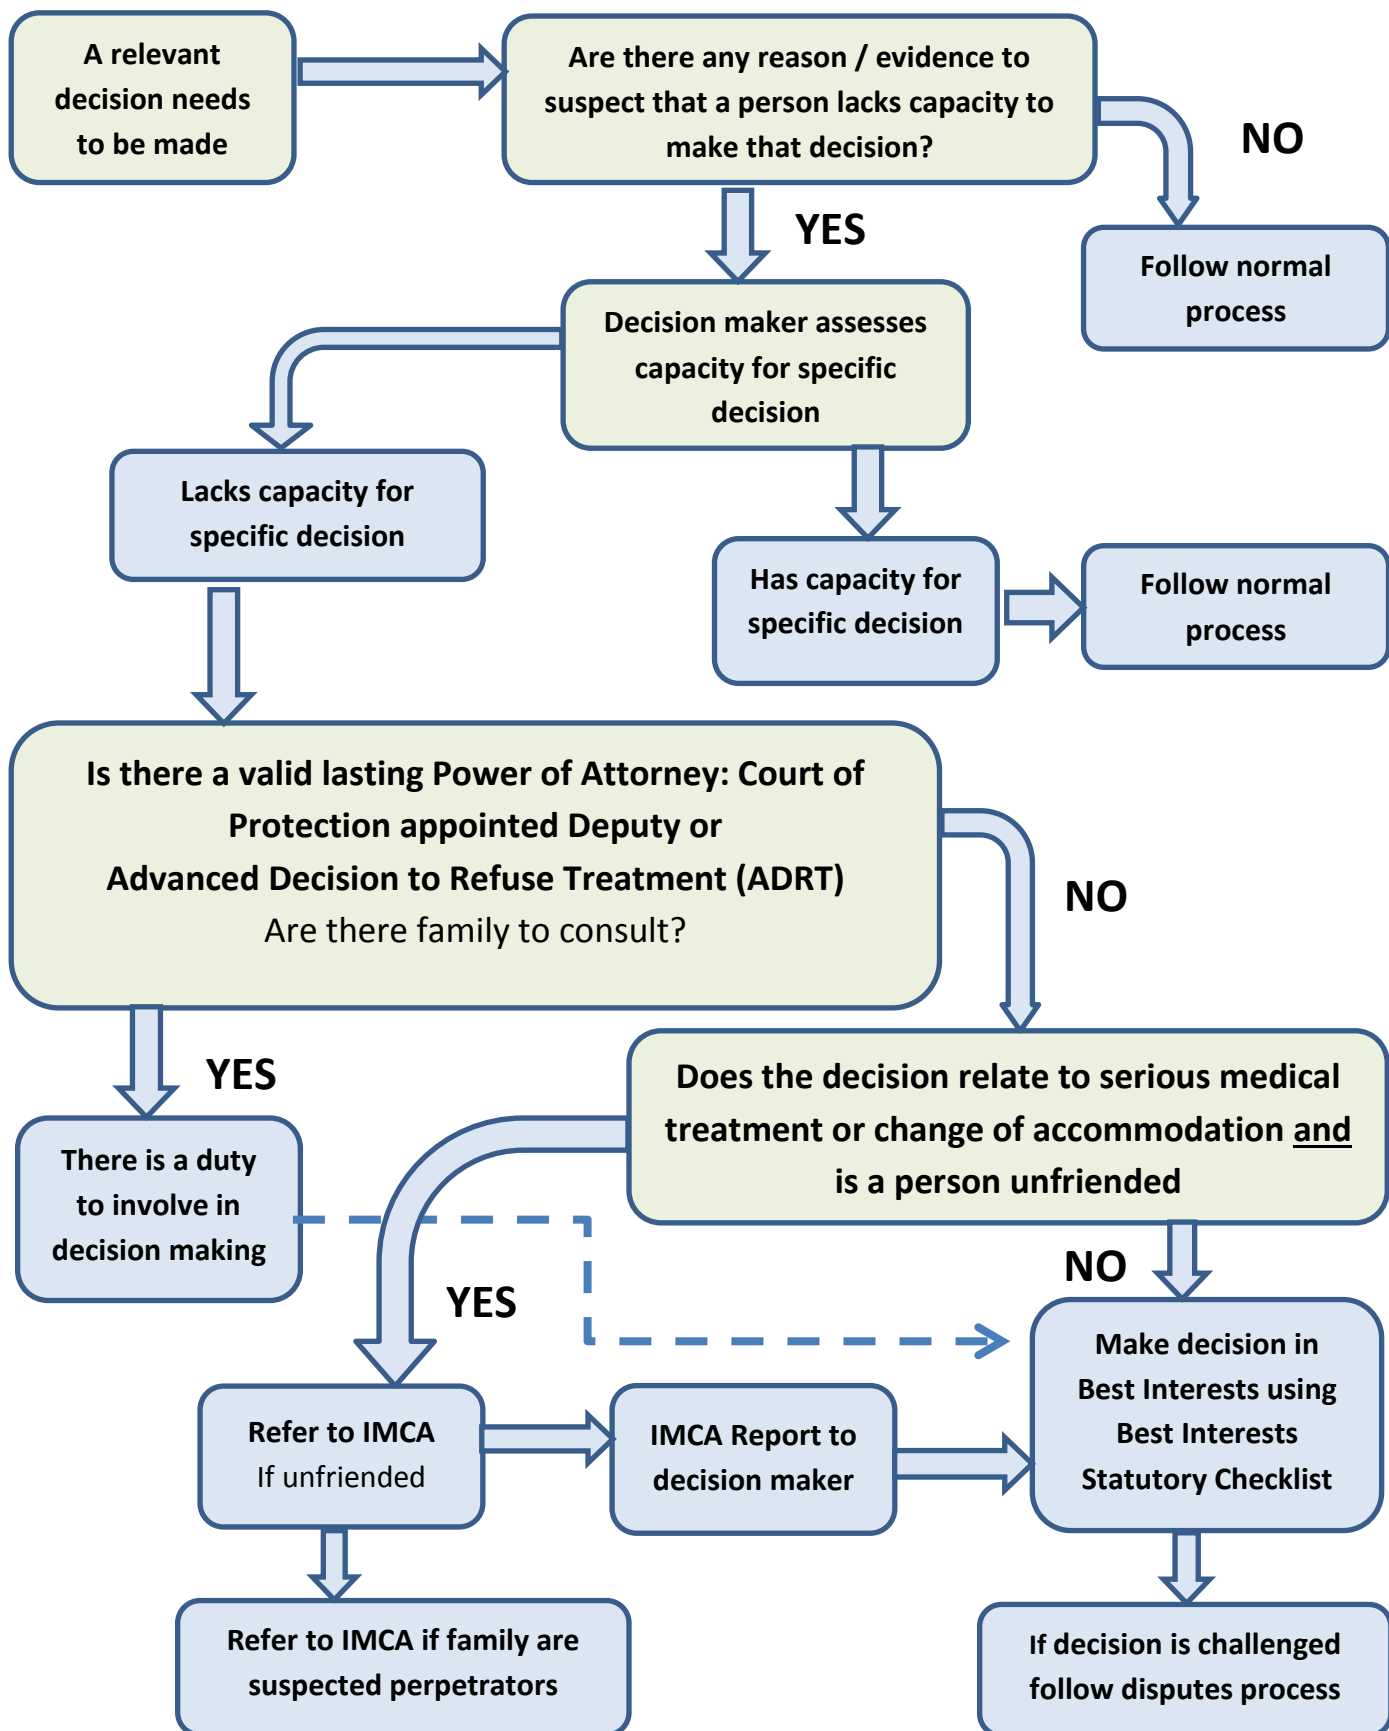 A relevant
decision needs
to be made
Are there any reason / evidence to
suspect that a person lacks capacity to
make that decision?
NO
YES
Follow normal
process
Decision maker assesses
capacity for specific
decision
Lacks capacity for
specific decision
Has capacity for
specific decision
Follow normal
process
Is there a valid lasting Power of Attorney: Court of
Protection appointed Deputy or
Advanced Decision to Refuse Treatment (ADRT)
Are there family to consult?
NO
YES
Does the decision relate to serious medical
treatment or change of accommodation and
is a person unfriended
There is a duty
to involve in
decision making
NO
YES
Make decision in
Best Interests using
Best Interests
Statutory Checklist
Refer to IMCA
If unfriended
IMCA Report to
decision maker
Refer to IMCA if family are
suspected perpetrators
If decision is challenged
follow disputes process